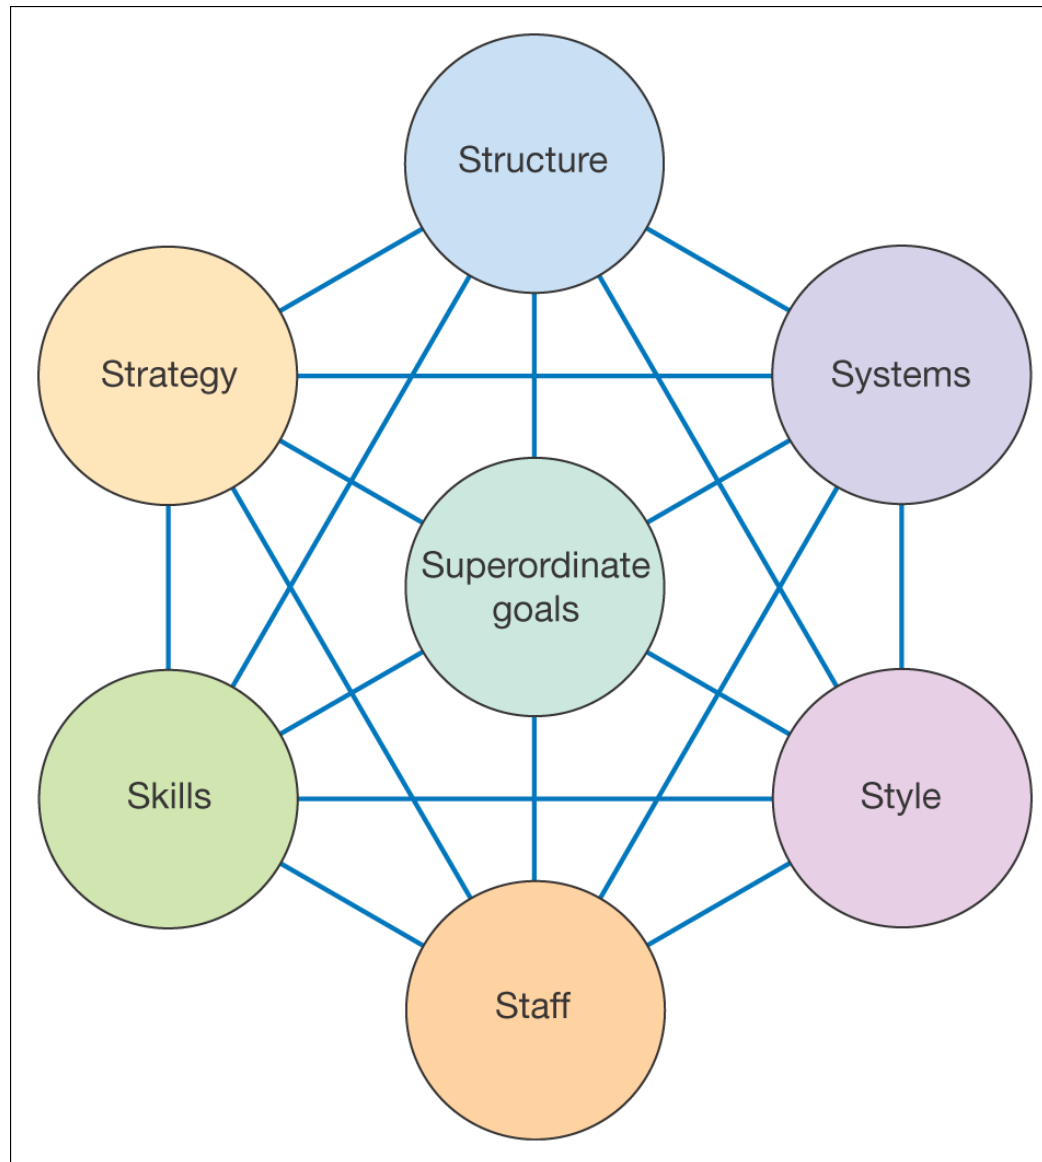 Structure
Strategy
Systems
Superordinate
goals
Skills
Style
Staff